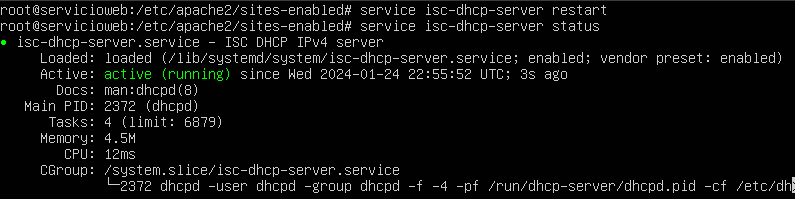 root@servicioweb:/etc/apache2/sites-enabled# service isc-dhcp-server restart
root@servicioweb:/etc/apache2/sites-enabled# service isc-dhcp-server status
● isc-dhcp-server.service - ISC DHCP IPv4 server
Loaded: loaded (/lib/systemd/system/isc-dhcp-server.service; enabled; vendor preset: enabled)
Active: active (running) since Wed 2024-01-24 22:55:52 UTC; 3s ago
Docs: man:dhcpd(8)
Main PID: 2372 (dhcpd)
Tasks: 4 (limit: 6879)
Memory: 4.5M
CPU: 12ms
CGroup: /system.slice/isc-dhcp-server.service
└─2372 dhcpd -user dhcpd -group dhcpd -f -4 -pf /run/dhcp-server/dhcpd.pid -cf /etc/dh>